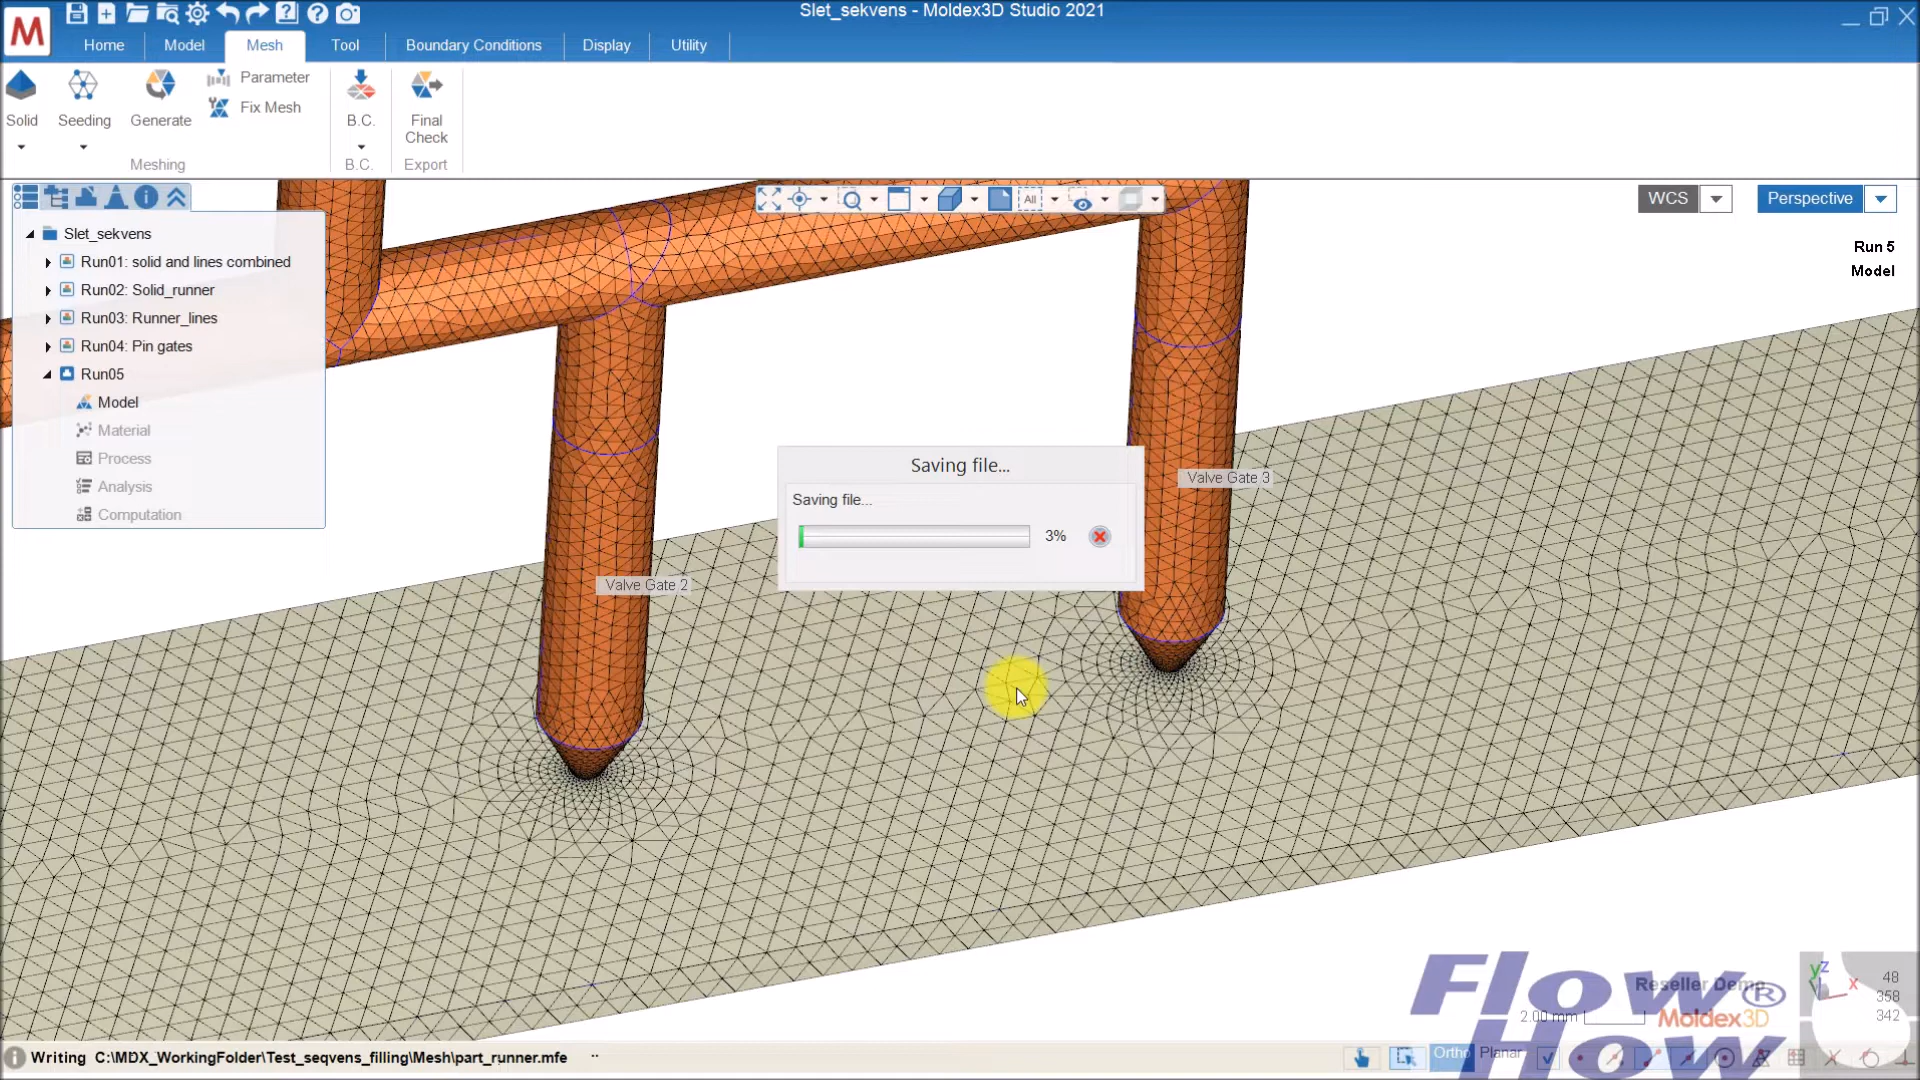 Slet_sekvens - Moldex3D Studio 2021
M
Home
Model
Mesh
Tool
Boundary Conditions
Display
Utility
Solid
Seeding
Generate
Parameter
Fix Mesh
B.C.
Final
Check
Meshing
B.C.
Export
All
WCS
Perspective
Run 5
Model
Slet_sekvens
Run01: solid and lines combined
Run02: Solid_runner
Run03: Runner_lines
Run04: Pin gates
Run05
Model
Material
Process
Analysis
Computation
Saving file...
Saving file...
3%
Valve Gate 3
Valve Gate 2
Flow
How
®
Reseller Demo
Moldex3D
2.00 mm
y
z
x
48
358
342
Writing C:\MDX_WorkingFolder\Test_seqvens_filling\Mesh\part_runner.mfe
Ortho
Planar